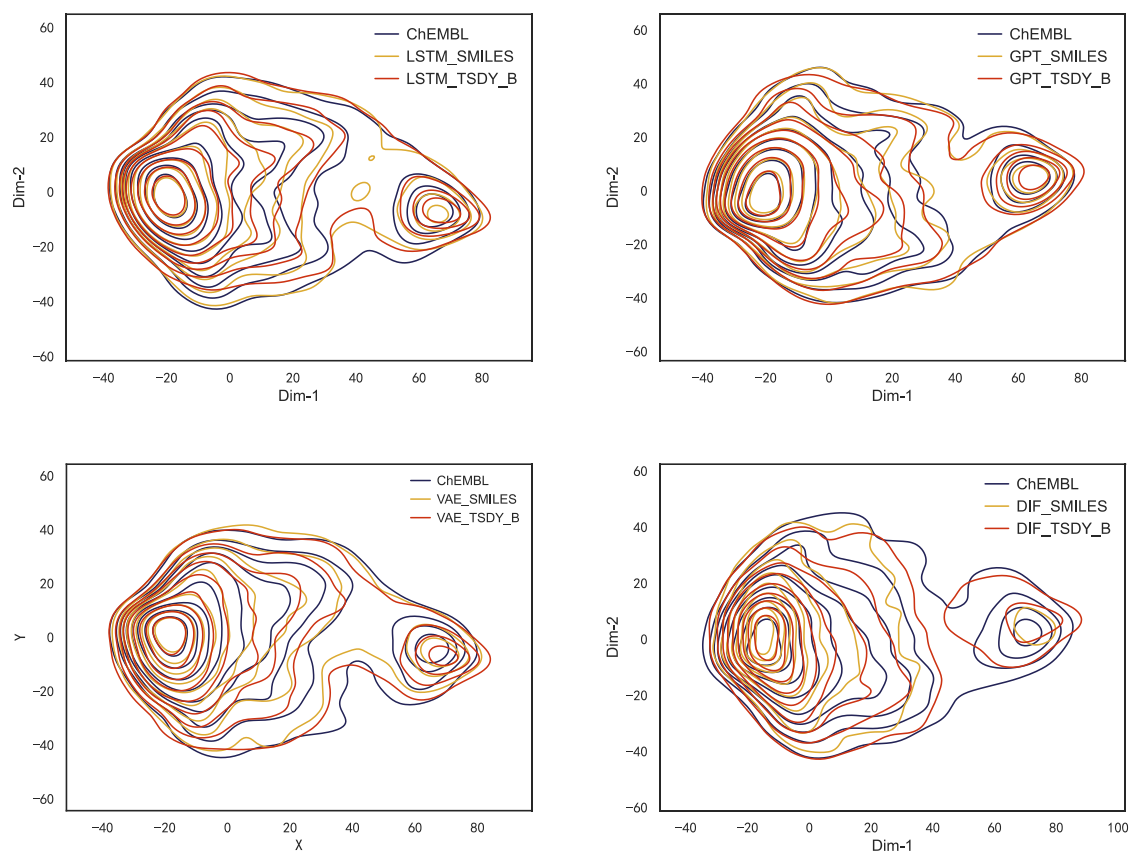 60
40
20
0
−20
−40
−60
Dim-2
ChEMBL
LSTM_SMILES
LSTM_TSDY_B
−40 −20 0 20 40 60 80
Dim-1
60
40
20
0
−20
−40
−60
Dim-2
ChEMBL
GPT_SMILES
GPT_TSDY_B
−40 −20 0 20 40 60 80
Dim-1
60
40
20
0
−20
−40
−60
Y
ChEMBL
VAE_SMILES
VAE_TSDY_B
−40 −20 0 20 40 60 80
X
60
40
20
0
−20
−40
−60
Dim-2
ChEMBL
DIF_SMILES
DIF_TSDY_B
−40 −20 0 20 40 60 80 100
Dim-1